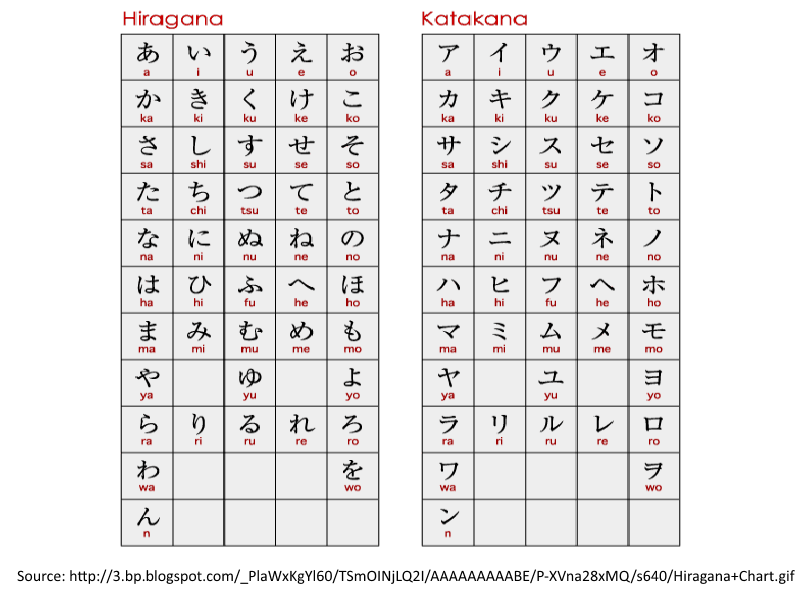 Hiragana Katakana
あ い う え お ア イ ウ エ オ
a i u e o a i u e o
か き く け こ カ キ ク ケ コ
ka ki ku ke ko ka ki ku ke ko
さ し す せ そ サ シ ス セ ソ
sa shi su se so sa shi su se so
た ち つ て と タ チ ツ テ ト
ta chi tsu te to ta chi tsu te to
な に ぬ ね の ナ ニ ヌ ネ ノ
na ni nu ne no na ni nu ne no
は ひ ふ へ ほ ハ ヒ フ ヘ ホ
ha hi fu he ho ha hi fu he ho
ま み む め も マ ミ ム メ モ
ma mi mu me mo ma mi mu me mo
や ゆ よ ヤ ユ ヨ
ya yu yo ya yu yo
ら り る れ ろ ラ リ ル レ ロ
ra ri ru re ro ra ri ru re ro
わ を ワ ヲ
wa wo wa wo
ん ン
n n
Source: http://3.bp.blogspot.com/_PlaWxKgYl60/TSmOINjLQ2I/AAAAAAAAABE/P-XVna28xMQ/s640/Hiragana+Chart.gif